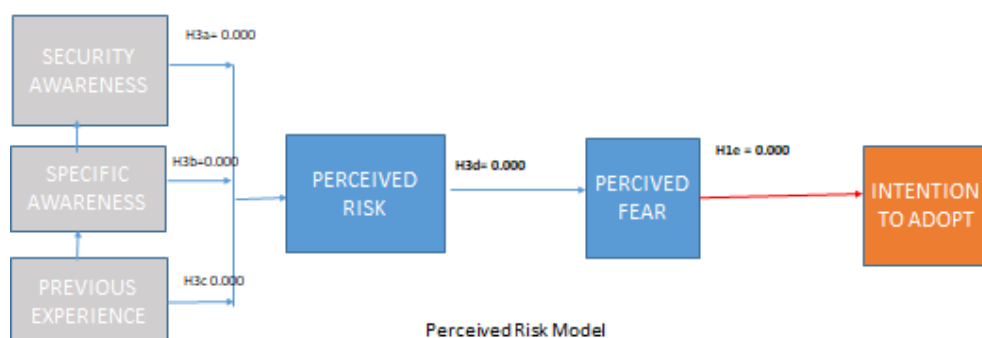 H3a= 0.000
SECURITY
AWARENESS
H3b=0.000
SPECIFIC
AWARENESS
H3c 0.000
PREVIOUS
EXPERIENCE
PERCEIVED
RISK
H3d= 0.000
PERCIVED
FEAR
H1e = 0.000
INTENTION
TO ADOPT
Perceived Risk Model